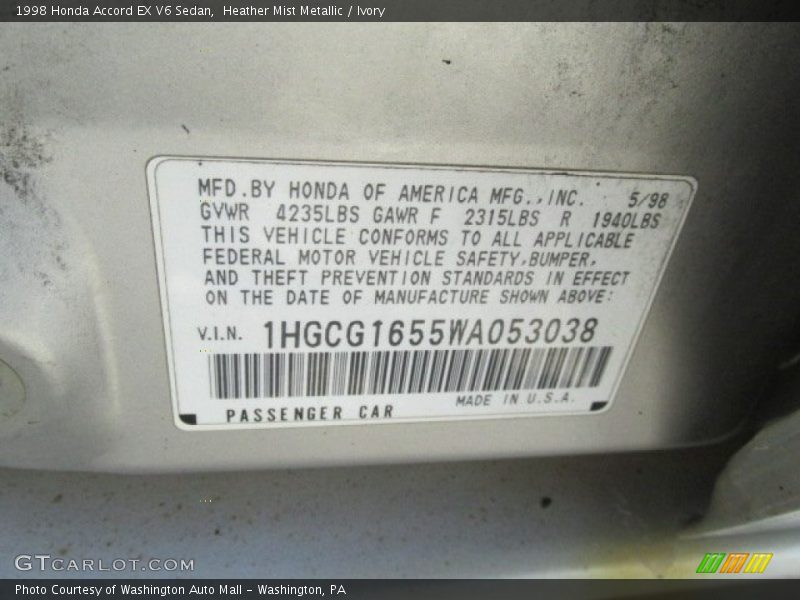 1998 Honda Accord EX V6 Sedan,  Heather Mist Metallic / Ivory
MFD.BY HONDA OF AMERICA MFG.,INC. 5/98
GVWR 4235LBS GAWR F 2315LBS R 1940LBS
THIS VEHICLE CONFORMS TO ALL APPLICABLE
FEDERAL MOTOR VEHICLE SAFETY,BUMPER,
AND THEFT PREVENTION STANDARDS IN EFFECT
ON THE DATE OF MANUFACTURE SHOWN ABOVE:
V.I.N. 1HGCG1655WA053038
PASSENGER CAR MADE IN U.S.A.
GTCARLOT.COM
Photo Courtesy of Washington Auto Mall - Washington, PA